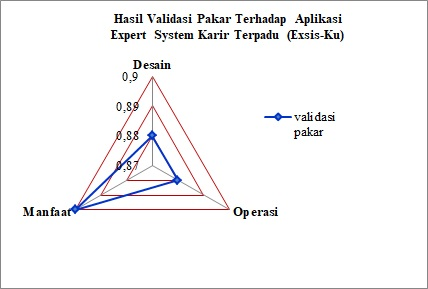 Hasil Validasi Pakar Terhadap Aplikasi
Expert System Karir Terpadu (Exsis-Ku)
Desain
0,9
0,89
0,88
0,87
validasi
pakar
Manfaat
Operasi